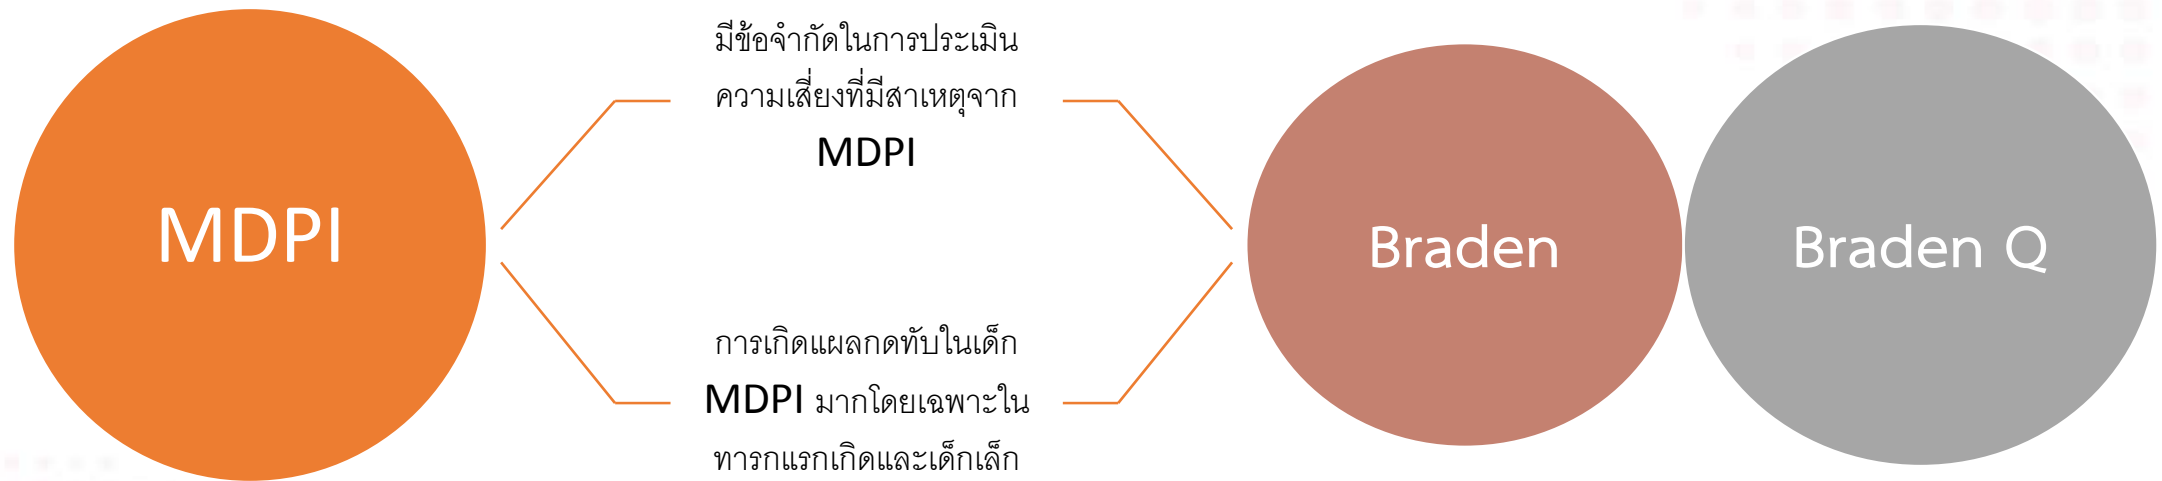 MDPI
มีข้อจำกัดในการประเมิน
ความเสี่ยงที่มีสาเหตุจาก
MDPI
การเกิดแผลกดทับในเด็ก
MDPI มากโดยเฉพาะใน
ทารกแรกเกิดและเด็กเล็ก
Braden
Braden Q